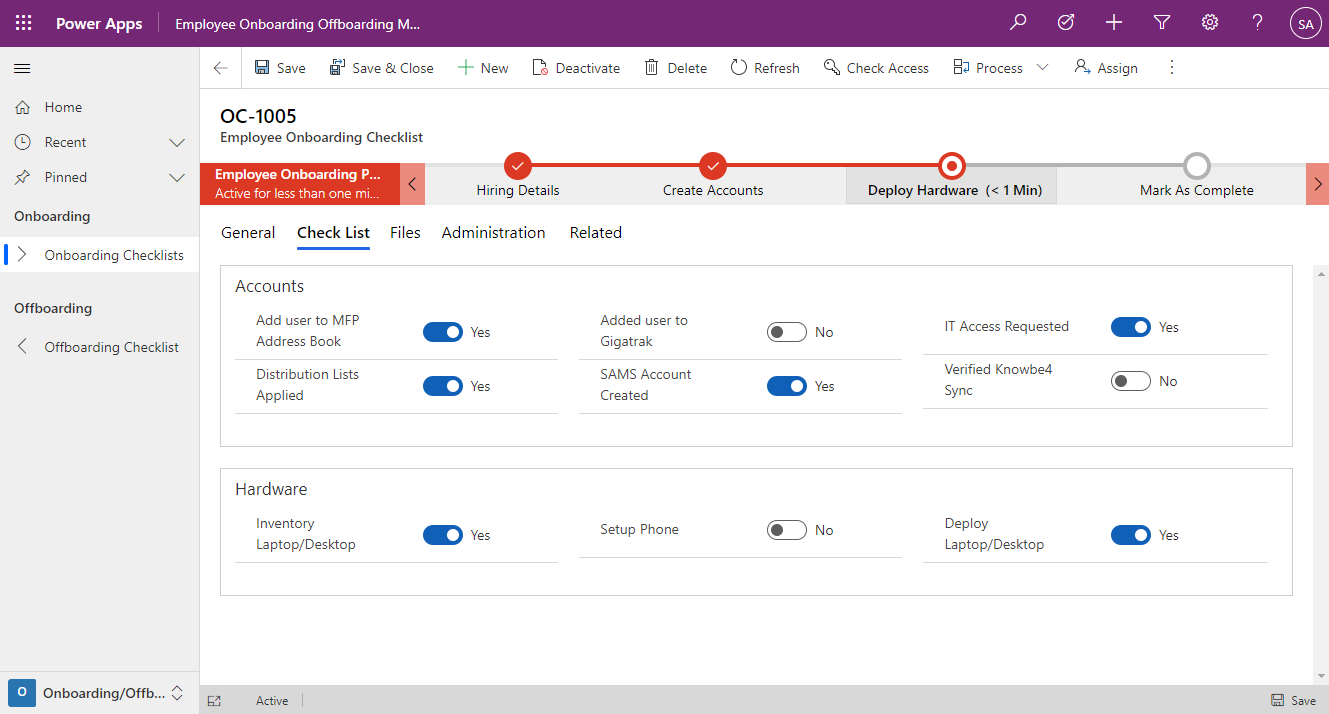 Power Apps
Employee Onboarding Offboarding M...
SA
Save
Save & Close
New
Deactivate
Delete
Refresh
Check Access
Process
Assign
Home
Recent
Pinned
Onboarding
Onboarding Checklists
Offboarding
Offboarding Checklist
O
Onboarding/Offb...
OC-1005
Employee Onboarding Checklist
Employee Onboarding P...
Active for less than one mi...
Hiring Details
Create Accounts
Deploy Hardware (< 1 Min)
Mark As Complete
General
Check List
Files
Administration
Related
Accounts
Add user to MFP
Address Book
Yes
Added user to
Gigatrak
No
IT Access Requested
Yes
Distribution Lists
Applied
Yes
SAMS Account
Created
Yes
Verified Knowbe4
Sync
No
Hardware
Inventory
Laptop/Desktop
Yes
Setup Phone
No
Deploy
Laptop/Desktop
Yes
Active
Save